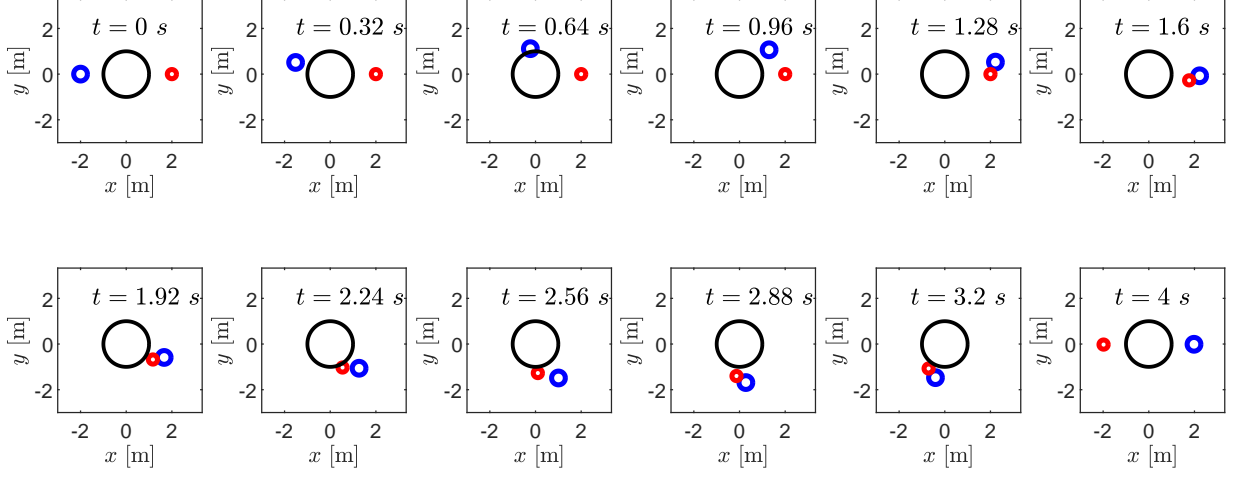 t = 0 s
t = 0.32 s
t = 0.64 s
t = 0.96 s
t = 1.28 s
t = 1.6 s
2 0 -2 y [m]
2 0 -2 y [m]
2 0 -2 y [m]
2 0 -2 y [m]
2 0 -2 y [m]
2 0 -2 y [m]
-2 0 2
-2 0 2
-2 0 2
-2 0 2
-2 0 2
-2 0 2
x [m]
x [m]
x [m]
x [m]
x [m]
x [m]
t = 1.92 s
t = 2.24 s
t = 2.56 s
t = 2.88 s
t = 3.2 s
t = 4 s
2 0 -2 y [m]
2 0 -2 y [m]
2 0 -2 y [m]
2 0 -2 y [m]
2 0 -2 y [m]
2 0 -2 y [m]
-2 0 2
-2 0 2
-2 0 2
-2 0 2
-2 0 2
-2 0 2
x [m]
x [m]
x [m]
x [m]
x [m]
x [m]